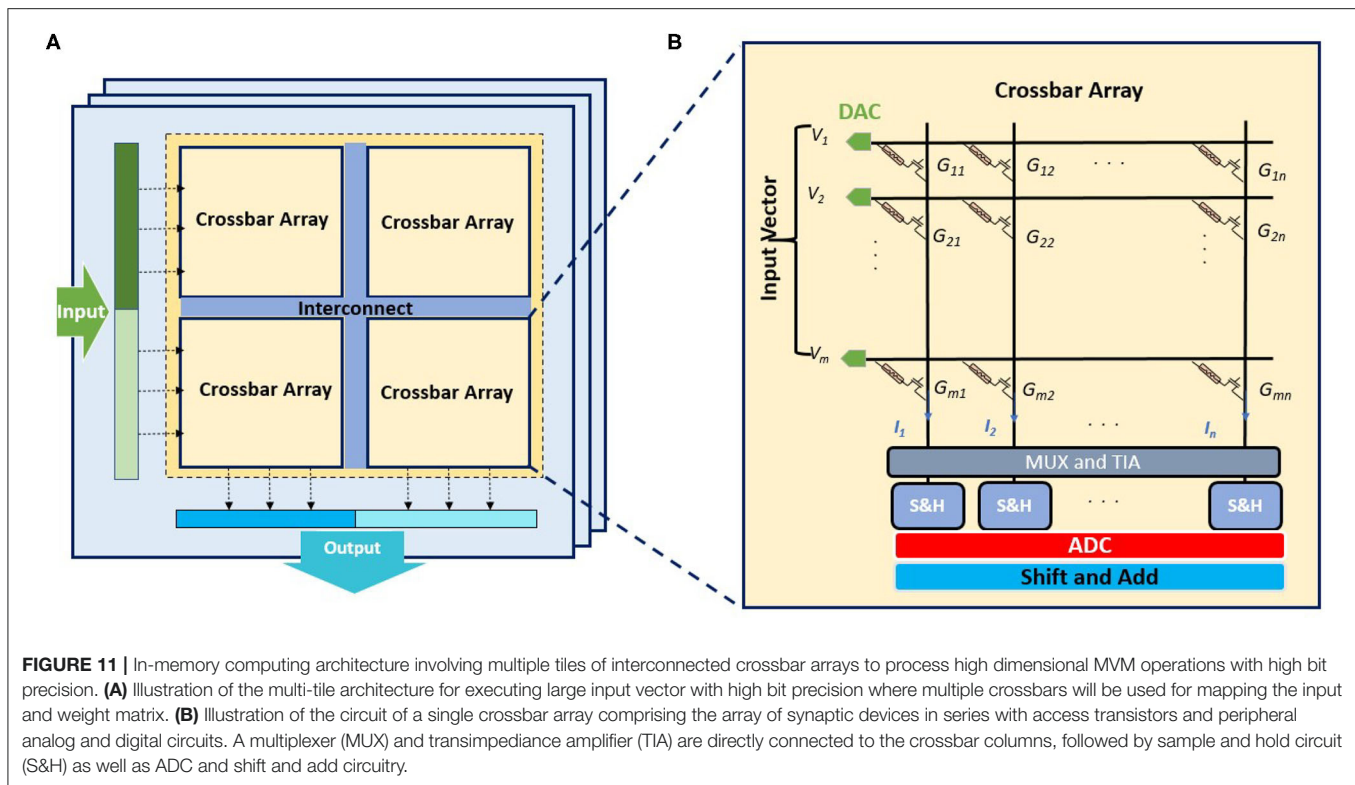 A
B
Input
Crossbar Array
Crossbar Array
Interconnect
Crossbar Array
Crossbar Array
Output
Crossbar Array
DAC
Input Vector
V1
G11
G12
. . .
G1n
V2
G21
G22
G2n
Vm
Gm1
Gm2
Gmn
I1
I2
. . .
In
MUX and TIA
S&H
S&H
. . .
S&H
ADC
Shift and Add
FIGURE 11 | In-memory computing architecture involving multiple tiles of interconnected crossbar arrays to process high dimensional MVM operations with high bit
precision. (A) Illustration of the multi-tile architecture for executing large input vector with high bit precision where multiple crossbars will be used for mapping the input
and weight matrix. (B) Illustration of the circuit of a single crossbar array comprising the array of synaptic devices in series with access transistors and peripheral
analog and digital circuits. A multiplexer (MUX) and transimpediance amplifier (TIA) are directly connected to the crossbar columns, followed by sample and hold circuit
(S&H) as well as ADC and shift and add circuitry.